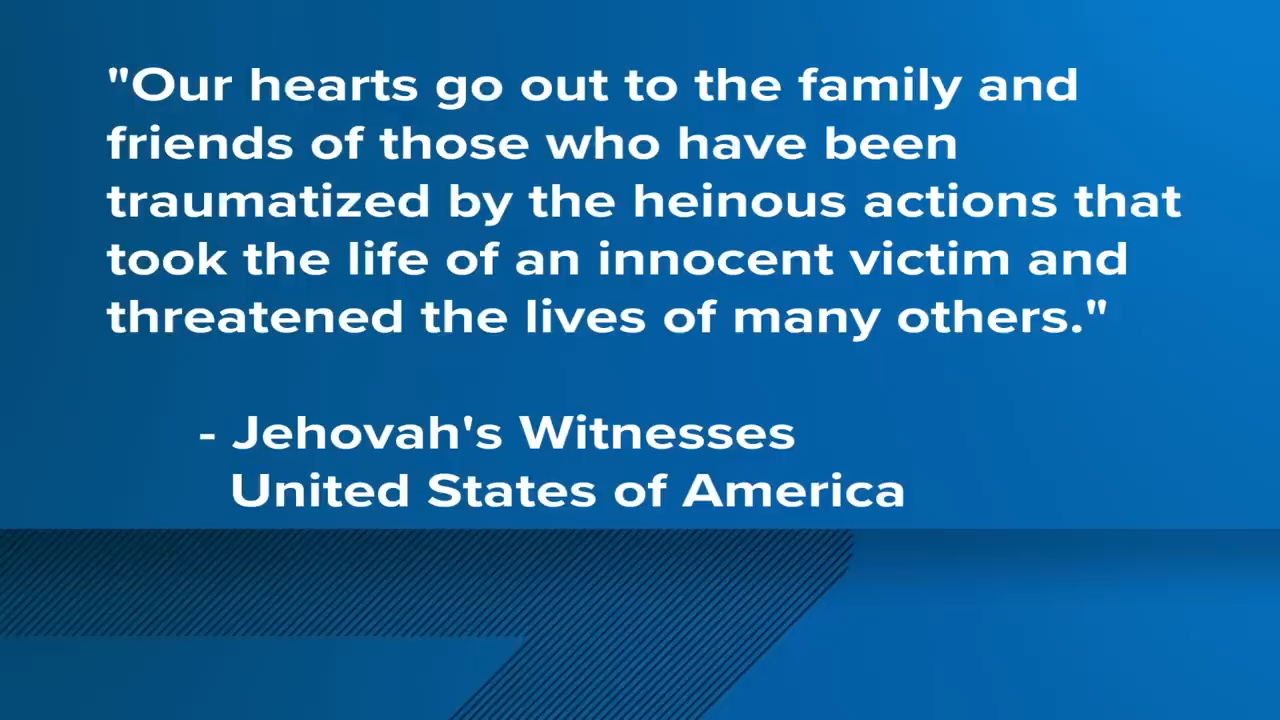 "Our hearts go out to the family and
friends of those who have been
traumatized by the heinous actions that
took the life of an innocent victim and
threatened the lives of many others."
- Jehovah's Witnesses
United States of America